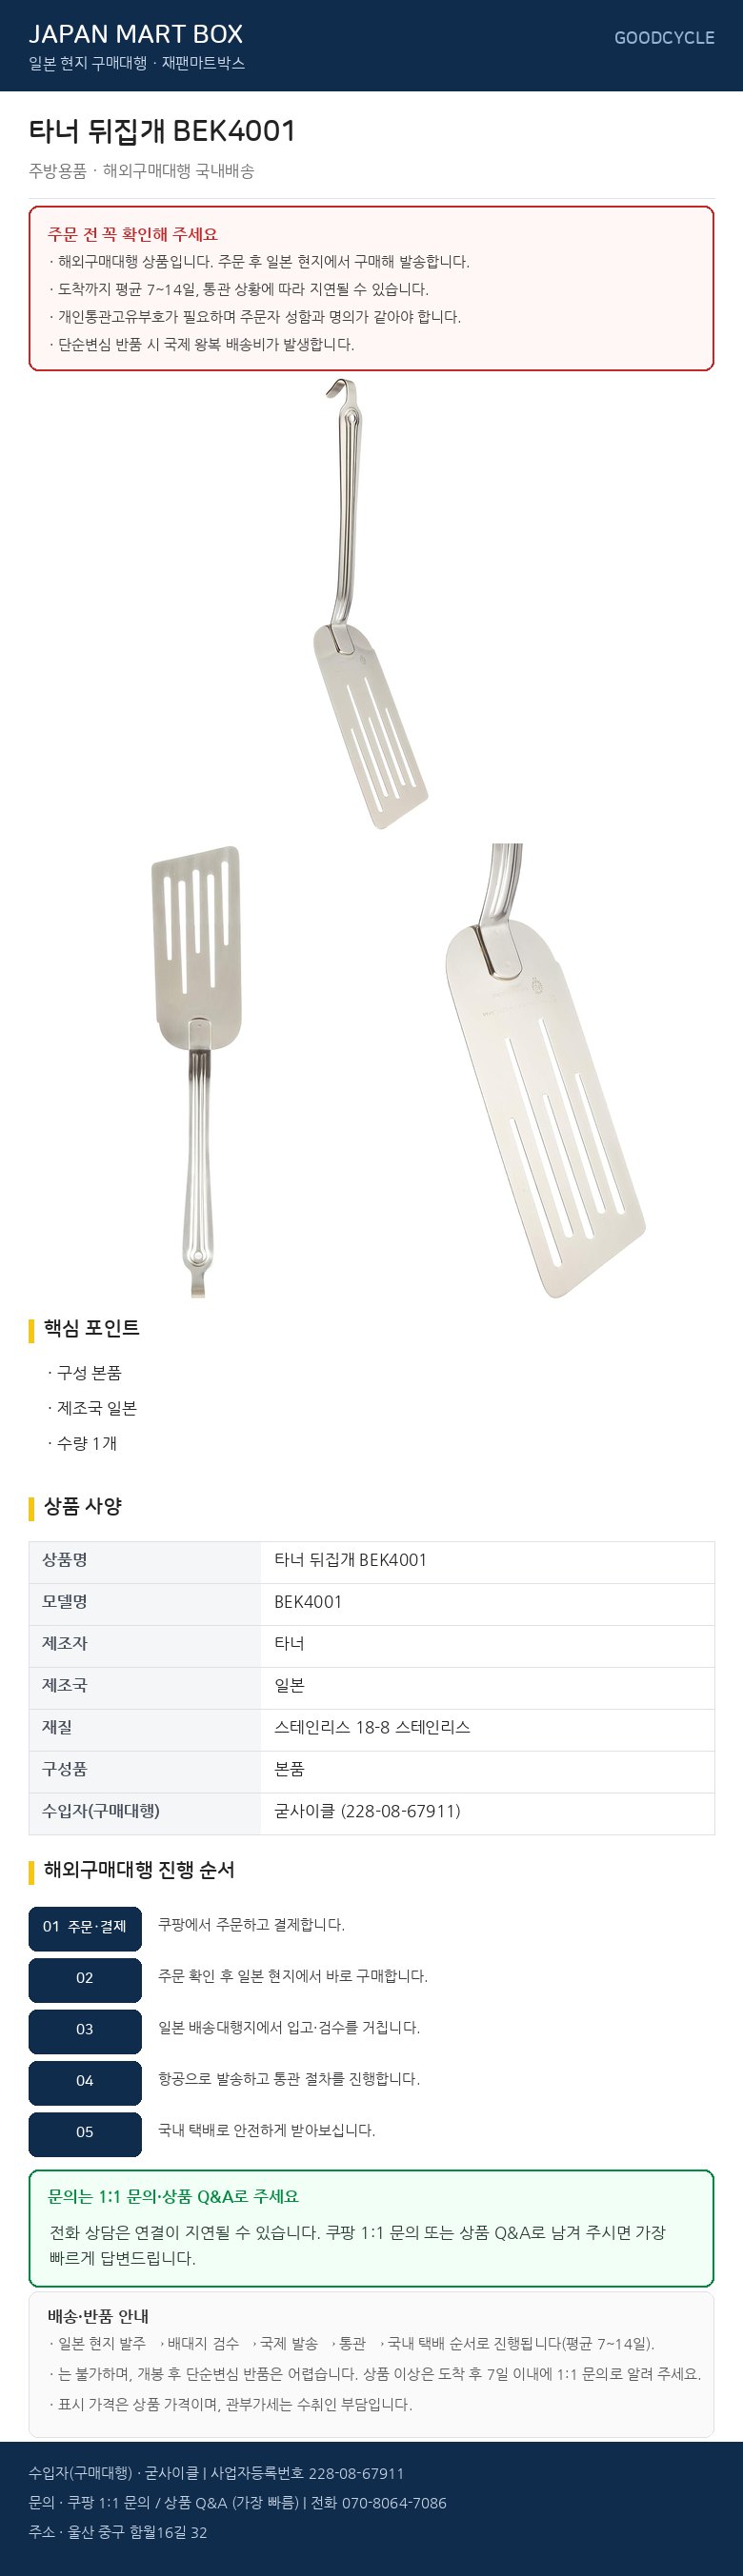 JAPAN MART BOX
GOODCYCLE
일본 현지 구매대행 · 재팬마트박스
타너 뒤집개 BEK4001
주방용품 · 해외구매대행 국내배송
주문 전 꼭 확인해 주세요
· 해외구매대행 상품입니다. 주문 후 일본 현지에서 구매해 발송합니다.
· 도착까지 평균 7~14일, 통관 상황에 따라 지연될 수 있습니다.
· 개인통관고유부호가 필요하며 주문자 성함과 명의가 같아야 합니다.
· 단순변심 반품 시 국제 왕복 배송비가 발생합니다.
핵심 포인트
· 구성 본품
· 제조국 일본
· 수량 1개
상품 사양
상품명 타너 뒤집개 BEK4001
모델명 BEK4001
제조자 타너
제조국 일본
재질 스테인리스 18-8 스테인리스
구성품 본품
수입자(구매대행) 굳사이클 (228-08-67911)
해외구매대행 진행 순서
01 주문·결제 쿠팡에서 주문하고 결제합니다.
02 주문 확인 후 일본 현지에서 바로 구매합니다.
03 일본 배송대행지에서 입고·검수를 거칩니다.
04 항공으로 발송하고 통관 절차를 진행합니다.
05 국내 택배로 안전하게 받아보십니다.
문의는 1:1 문의·상품 Q&A로 주세요
전화 상담은 연결이 지연될 수 있습니다. 쿠팡 1:1 문의 또는 상품 Q&A로 남겨 주시면 가장
빠르게 답변드립니다.
배송·반품 안내
· 일본 현지 발주 › 배대지 검수 › 국제 발송 › 통관 › 국내 택배 순서로 진행됩니다(평균 7~14일).
· 는 불가하며, 개봉 후 단순변심 반품은 어렵습니다. 상품 이상은 도착 후 7일 이내에 1:1 문의로 알려 주세요.
· 표시 가격은 상품 가격이며, 관부가세는 수취인 부담입니다.
수입자(구매대행) · 굳사이클 | 사업자등록번호 228-08-67911
문의 · 쿠팡 1:1 문의 / 상품 Q&A (가장 빠름) | 전화 070-8064-7086
주소 · 울산 중구 함월16길 32